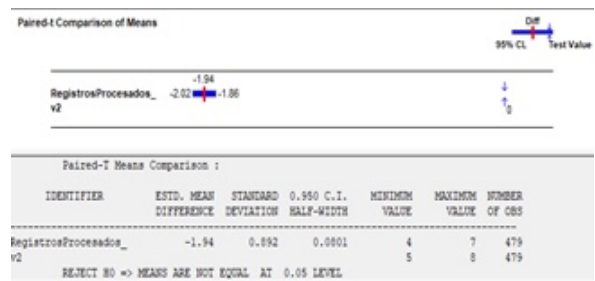 Paired-t Comparison of Means
Diff
95% CL Test Value
-1.94
RegistrosProcesados_ -2.02 -1.86
v2
0
Paired-T Means Comparison :
IDENTIFIER ESTD. MEAN STANDARD 0.950 C.I. MINIMUM MAXIMUM NUMBER
DIFFERENCE DEVIATION HALF-WIDTH VALUE VALUE OF OBS
RegistrosProcesados_ -1.94 0.892 0.0801 4 7 479
v2 5 8 479
REJECT H0 => MEANS ARE NOT EQUAL AT 0.05 LEVEL